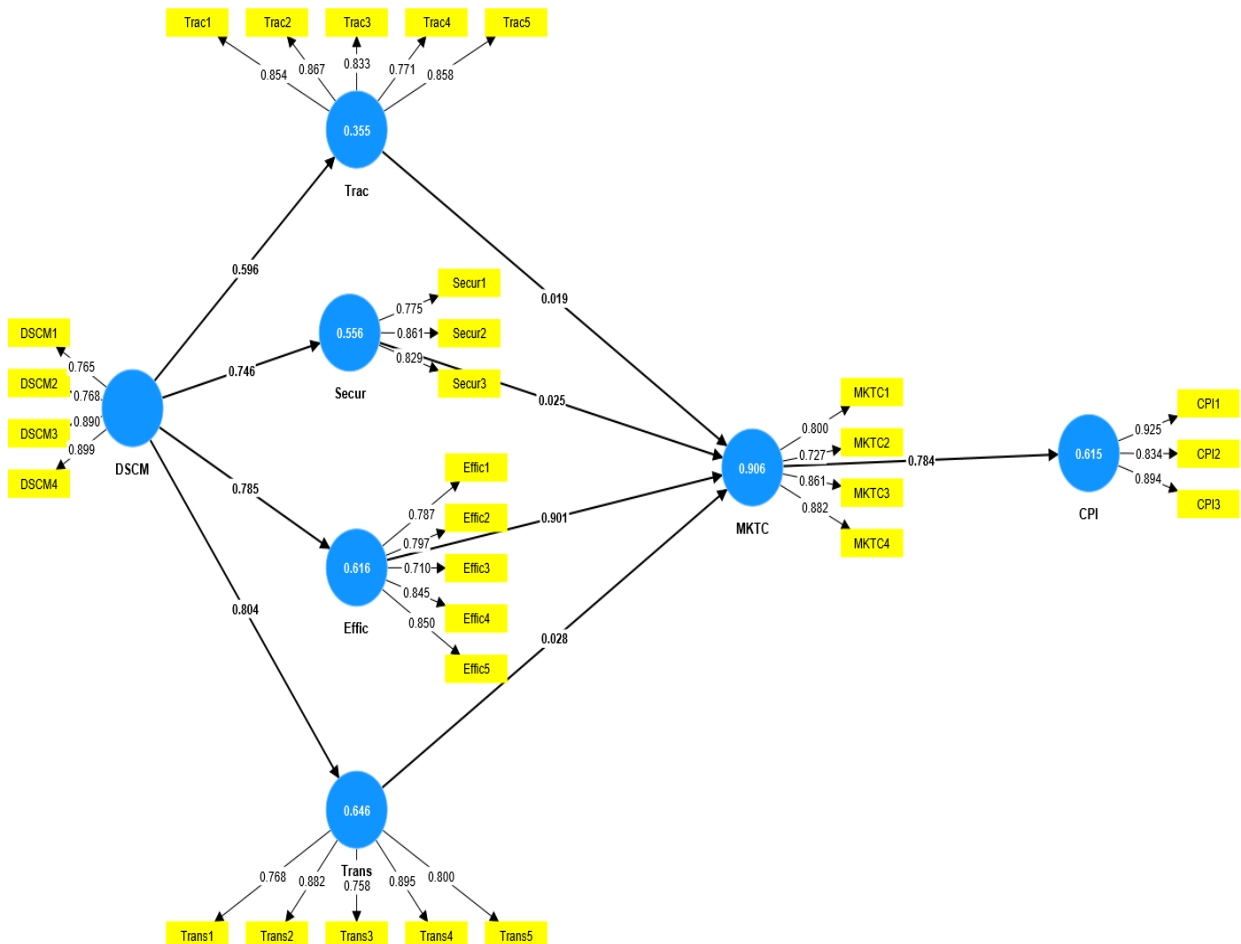 Trac1
Trac2
Trac3
Trac4
Trac5
0.854
0.867
0.833
0.771
0.858
0.355
Trac
0.596
0.019
Secur1
Secur2
Secur3
0.775
0.861
0.829
0.556
Secur
0.746
0.025
DSCM1
DSCM2
DSCM3
DSCM4
0.765
0.768
0.890
0.899
DSCM
0.785
Effic1
Effic2
Effic3
Effic4
Effic5
0.787
0.797
0.710
0.845
0.850
0.616
Effic
0.901
MKTC1
MKTC2
MKTC3
MKTC4
0.800
0.727
0.861
0.882
0.906
MKTC
0.784
CPI1
CPI2
CPI3
0.925
0.834
0.894
0.615
CPI
0.804
0.028
0.646
Trans
0.768
0.882
0.758
0.895
0.800
Trans1
Trans2
Trans3
Trans4
Trans5